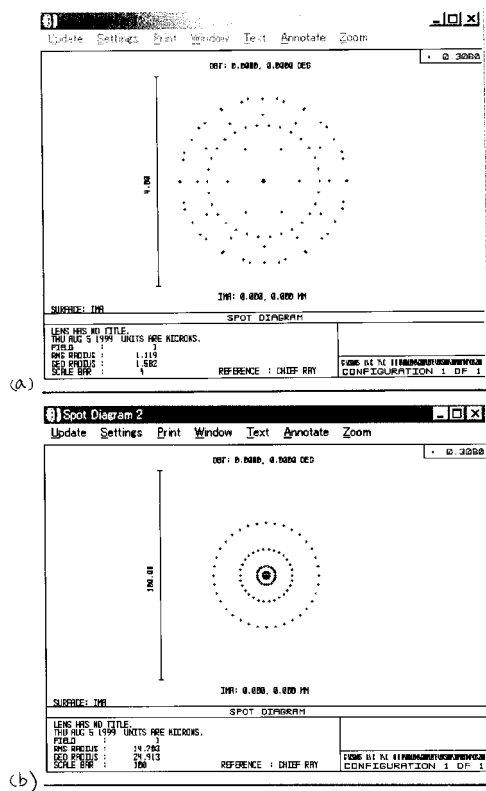 Update Settings Print Window Text Annotate Zoom
+ 0.3080
OBJ: 0.0000, 0.0000 DEG
4.00
IMA: 0.000, 0.000 MM
SURFACE: IMA
SPOT DIAGRAM
LENS HAS NO TITLE.
THU AUG 5 1999 UNITS ARE MICRONS.
FIELD : 1
RMS RADIUS : 1.119
GEO RADIUS : 1.582
SCALE BAR : 4 REFERENCE : CHIEF RAY
CONFIGURATION 1 OF 1
(a)
Spot Diagram 2
Update Settings Print Window Text Annotate Zoom
+ 0.3080
OBJ: 0.0000, 0.0000 DEG
100.00
IMA: 0.000, 0.000 MM
SURFACE: IMA
SPOT DIAGRAM
LENS HAS NO TITLE.
THU AUG 5 1999 UNITS ARE MICRONS.
FIELD : 1
RMS RADIUS : 14.203
GEO RADIUS : 24.913
SCALE BAR : 100 REFERENCE : CHIEF RAY
CONFIGURATION 1 OF 1
(b)